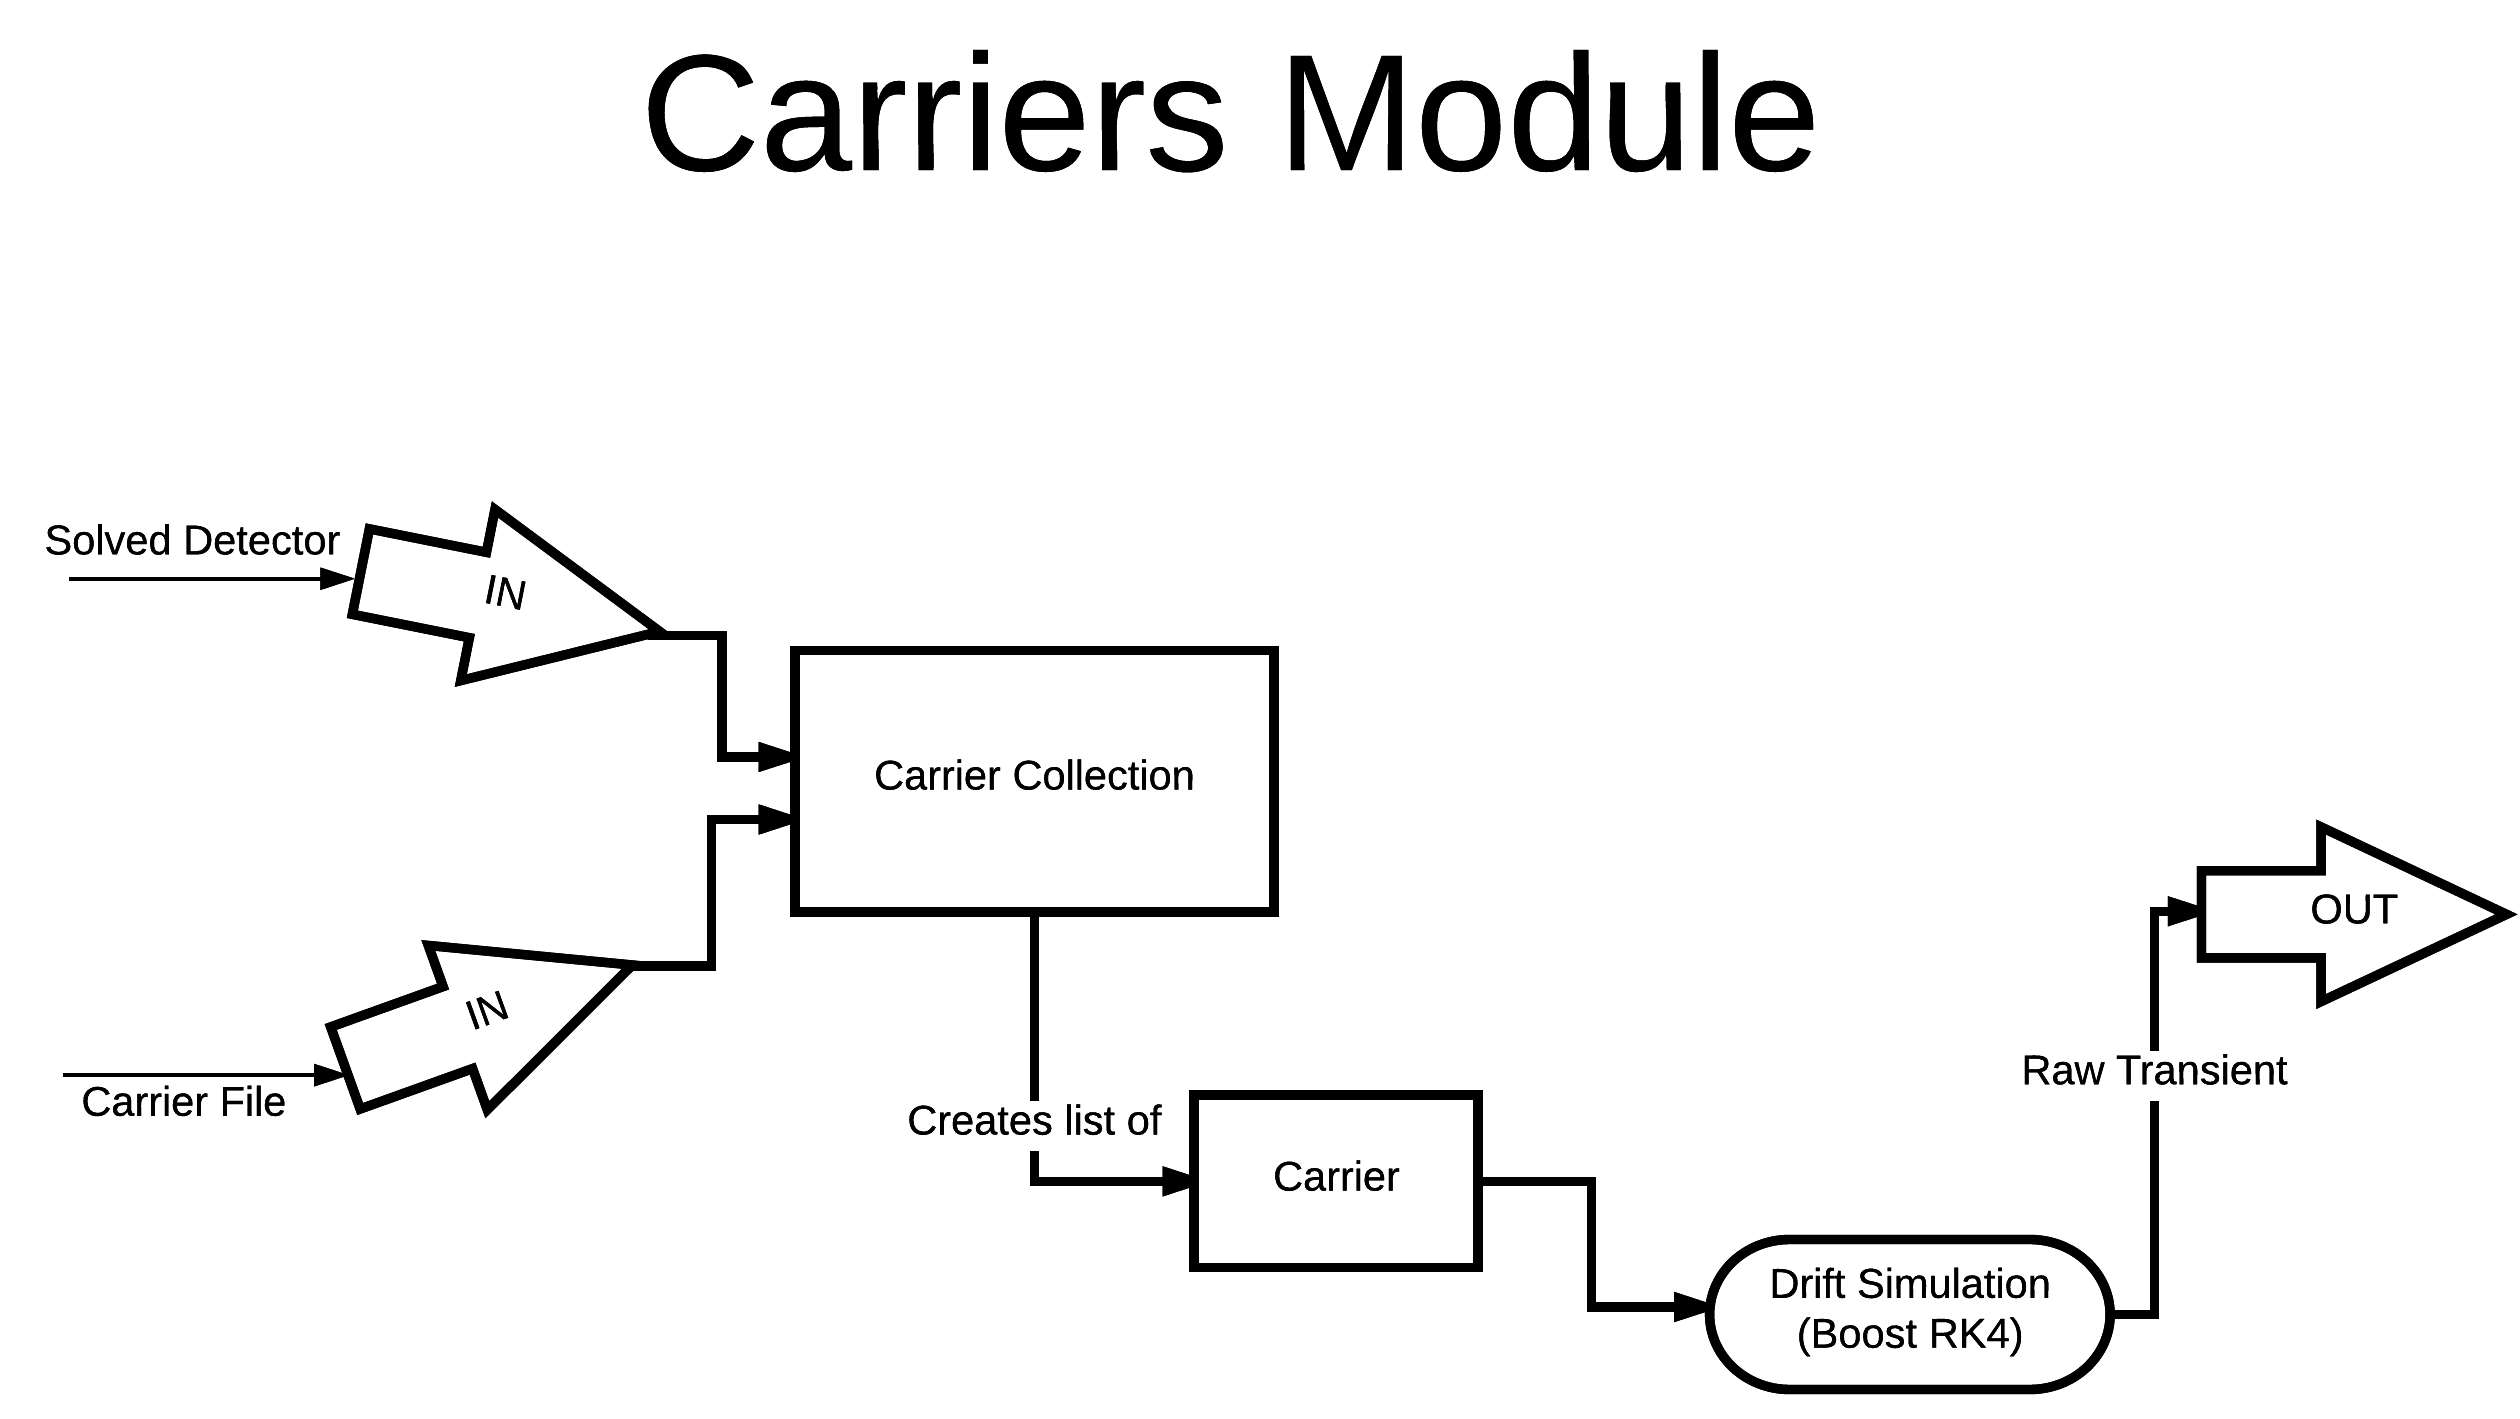 Carriers Module
Solved Detector
IN
Carrier Collection
OUT
IN
Carrier File
Creates list of
Carrier
Raw Transient
Drift Simulation
(Boost RK4)